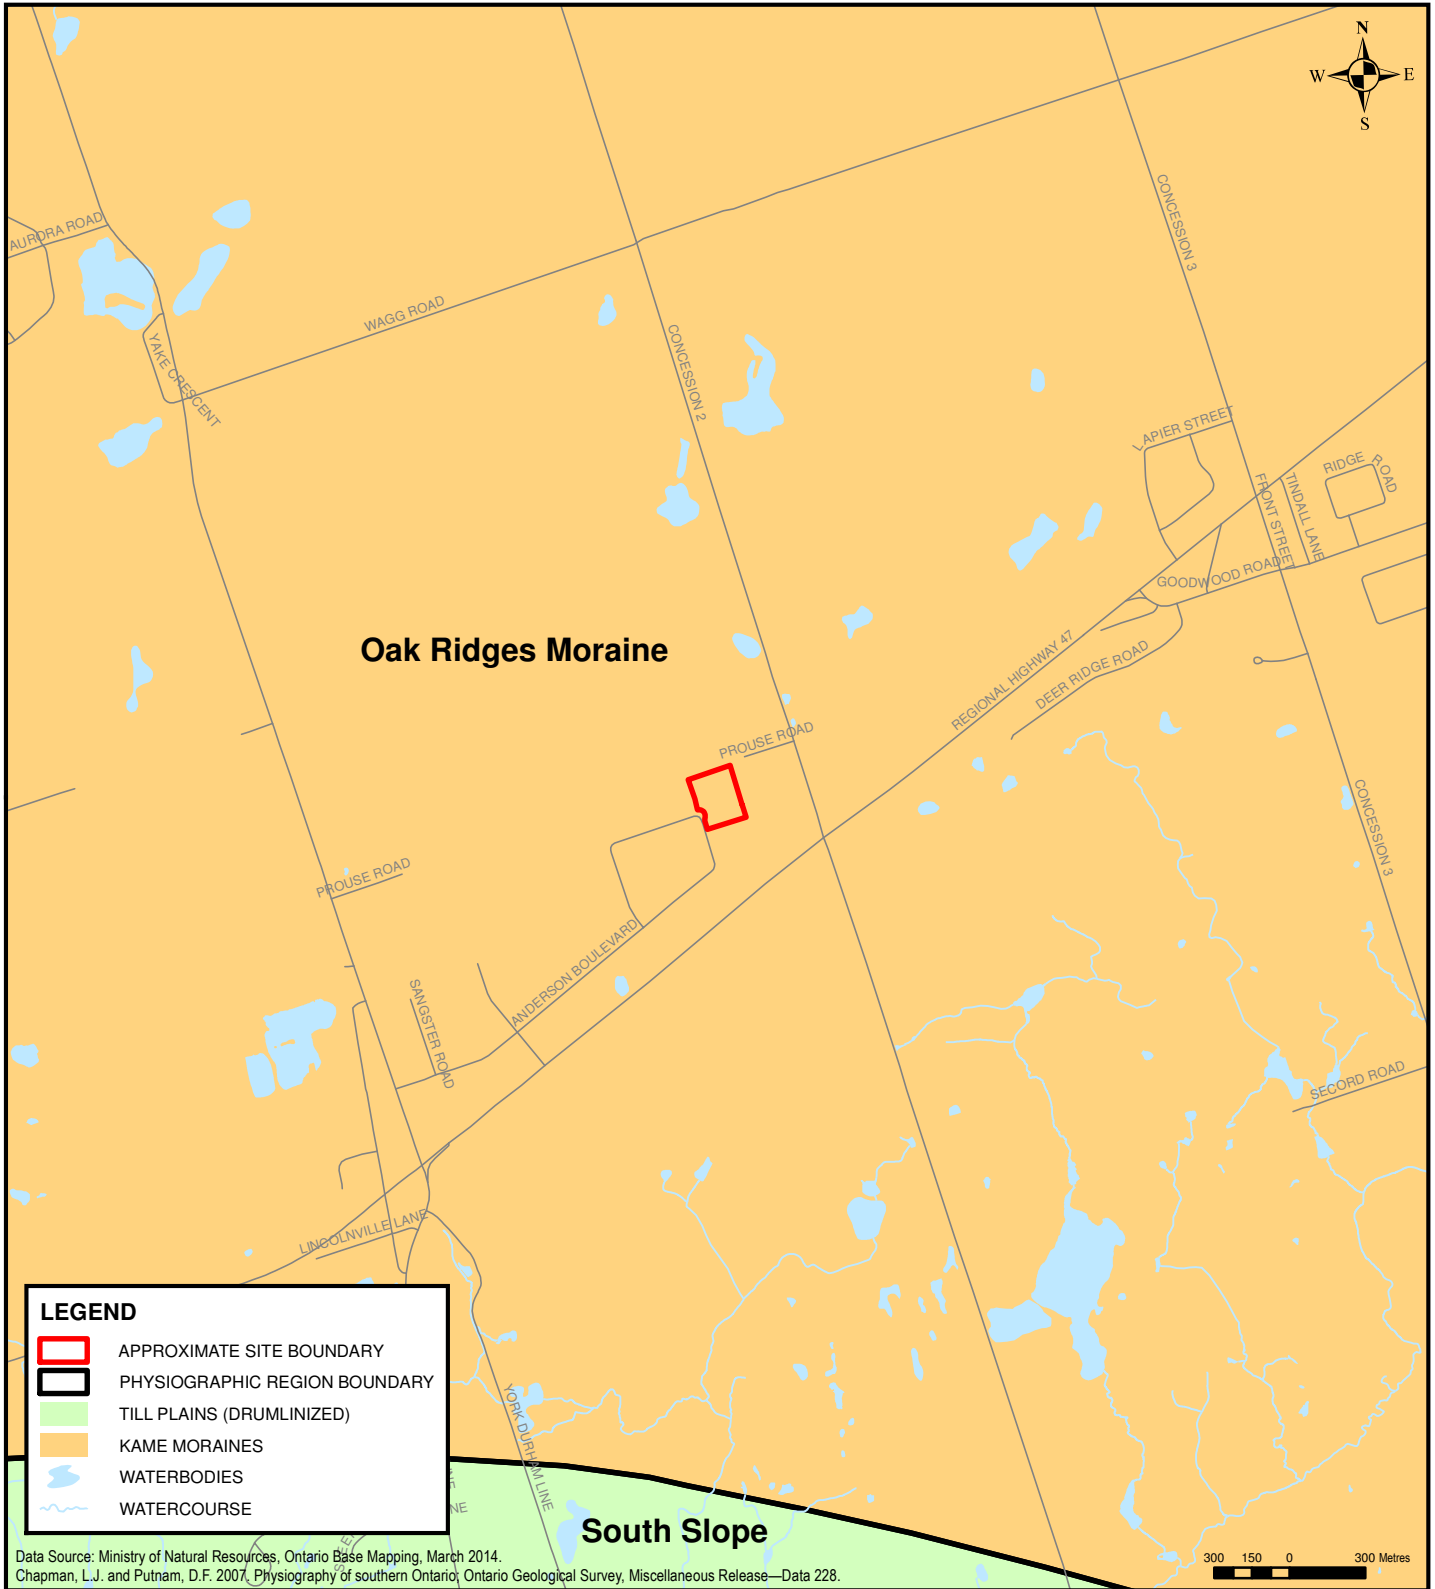 N
W E
S
AURORA ROAD
YAKE CRESCENT
WAGG ROAD
CONCESSION 2
CONCESSION 3
LAPIER STREET
RIDGE ROAD
TINDALL LANE
FRONT STREET
GOODWOOD ROAD
REGIONAL HIGHWAY 47
DEER RIDGE ROAD
Oak Ridges Moraine
PROUSE ROAD
CONCESSION 3
PROUSE ROAD
ANDERSON BOULEVARD
SANGSTER ROAD
SECORD ROAD
LINCOLNVILLE LANE
YORK DURHAM LINE
LEGEND
APPROXIMATE SITE BOUNDARY
PHYSIOGRAPHIC REGION BOUNDARY
TILL PLAINS (DRUMLINIZED)
KAME MORAINES
WATERBODIES
WATERCOURSE
NE
South Slope
Data Source: Ministry of Natural Resources, Ontario Base Mapping, March 2014.
Chapman, L.J. and Putnam, D.F. 2007. Physiography of southern Ontario; Ontario Geological Survey, Miscellaneous Release—Data 228.
300 150 0 300 Metres